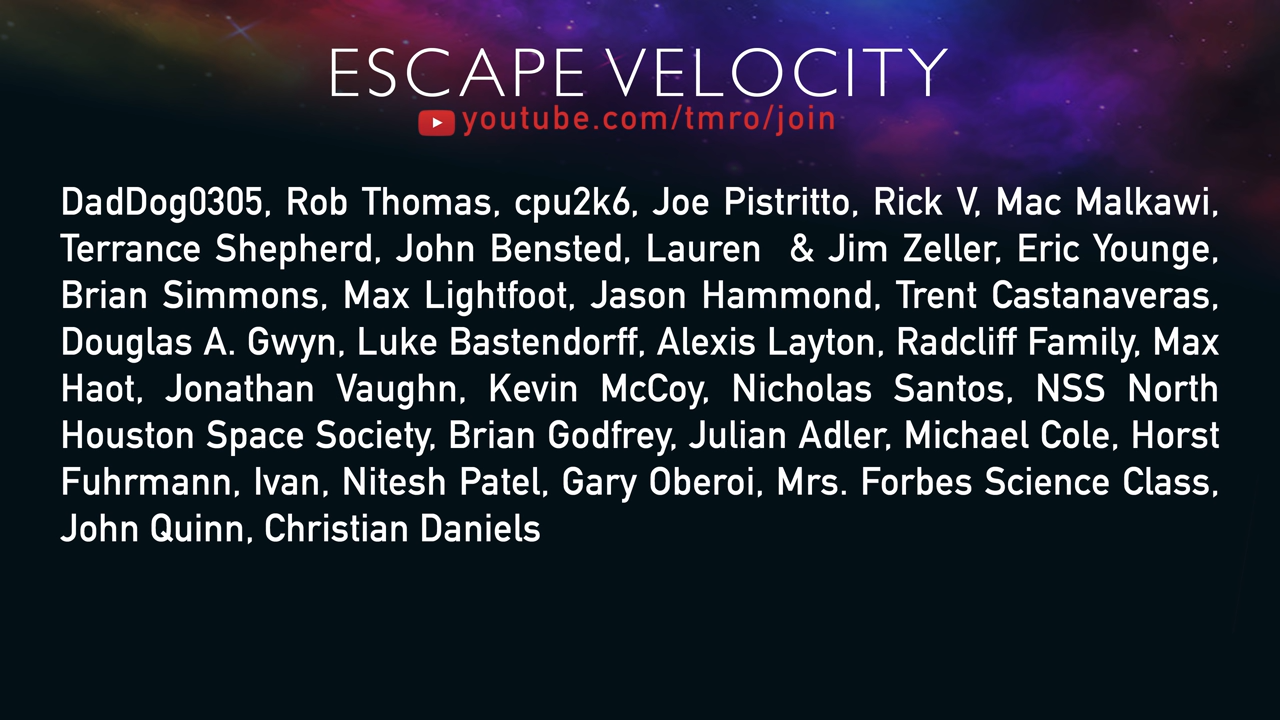 ESCAPE VELOCITY
youtube.com/tmro/join
DadDog0305, Rob Thomas, cpu2k6, Joe Pistritto, Rick V, Mac Malkawi,
Terrance Shepherd, John Bensted, Lauren  & Jim Zeller, Eric Younge,
Brian Simmons, Max Lightfoot, Jason Hammond, Trent Castanaveras,
Douglas A. Gwyn, Luke Bastendorff, Alexis Layton, Radcliff Family, Max
Haot, Jonathan Vaughn, Kevin McCoy, Nicholas Santos, NSS North
Houston Space Society, Brian Godfrey, Julian Adler, Michael Cole, Horst
Fuhrmann, Ivan, Nitesh Patel, Gary Oberoi, Mrs. Forbes Science Class,
John Quinn, Christian Daniels